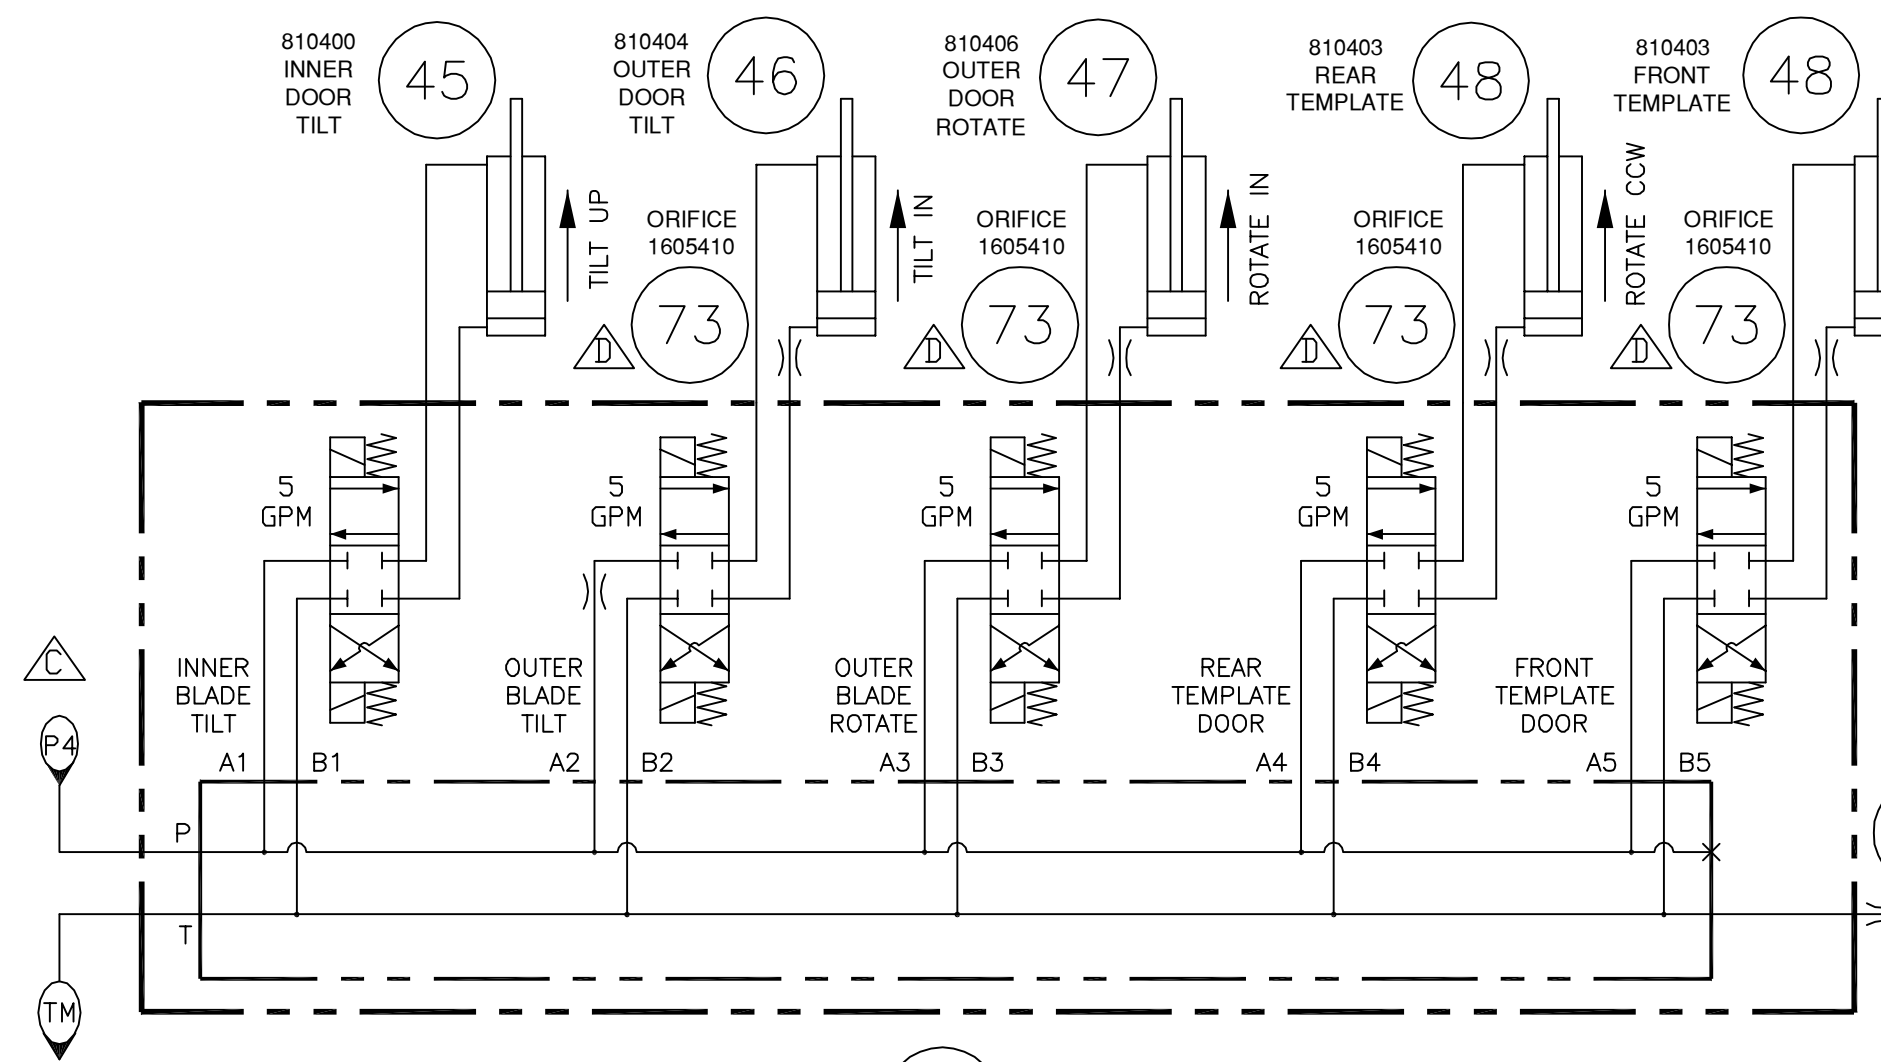 810400
INNER
DOOR
TILT
45
810404
OUTER
DOOR
TILT
46
810406
OUTER
DOOR
ROTATE
47
810403
REAR
TEMPLATE
48
810403
FRONT
TEMPLATE
48
TILT UP
ORIFICE
1605410
73
D
TILT IN
ORIFICE
1605410
73
D
ROTATE IN
ORIFICE
1605410
73
D
ROTATE CCW
ORIFICE
1605410
73
D
5
GPM
5
GPM
5
GPM
5
GPM
5
GPM
C
P4
INNER
BLADE
TILT
OUTER
BLADE
TILT
OUTER
BLADE
ROTATE
REAR
TEMPLATE
DOOR
FRONT
TEMPLATE
DOOR
A1 B1
A2 B2
A3 B3
A4 B4
A5 B5
P
T
TM